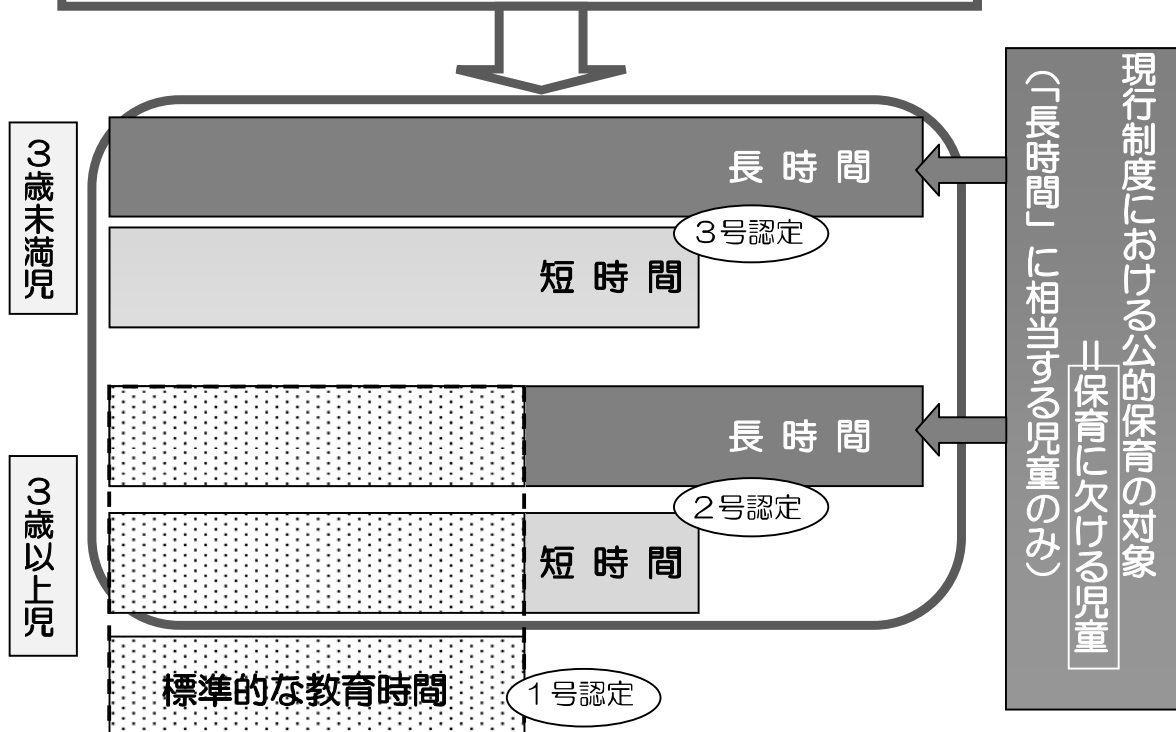 3歳未満児
長時間
3号認定
短時間
3歳以上児
長時間
2号認定
短時間
標準的な教育時間
1号認定
現行制度における公的保育の対象
=保育に欠ける児童
(「長時間」に相当する児童のみ)